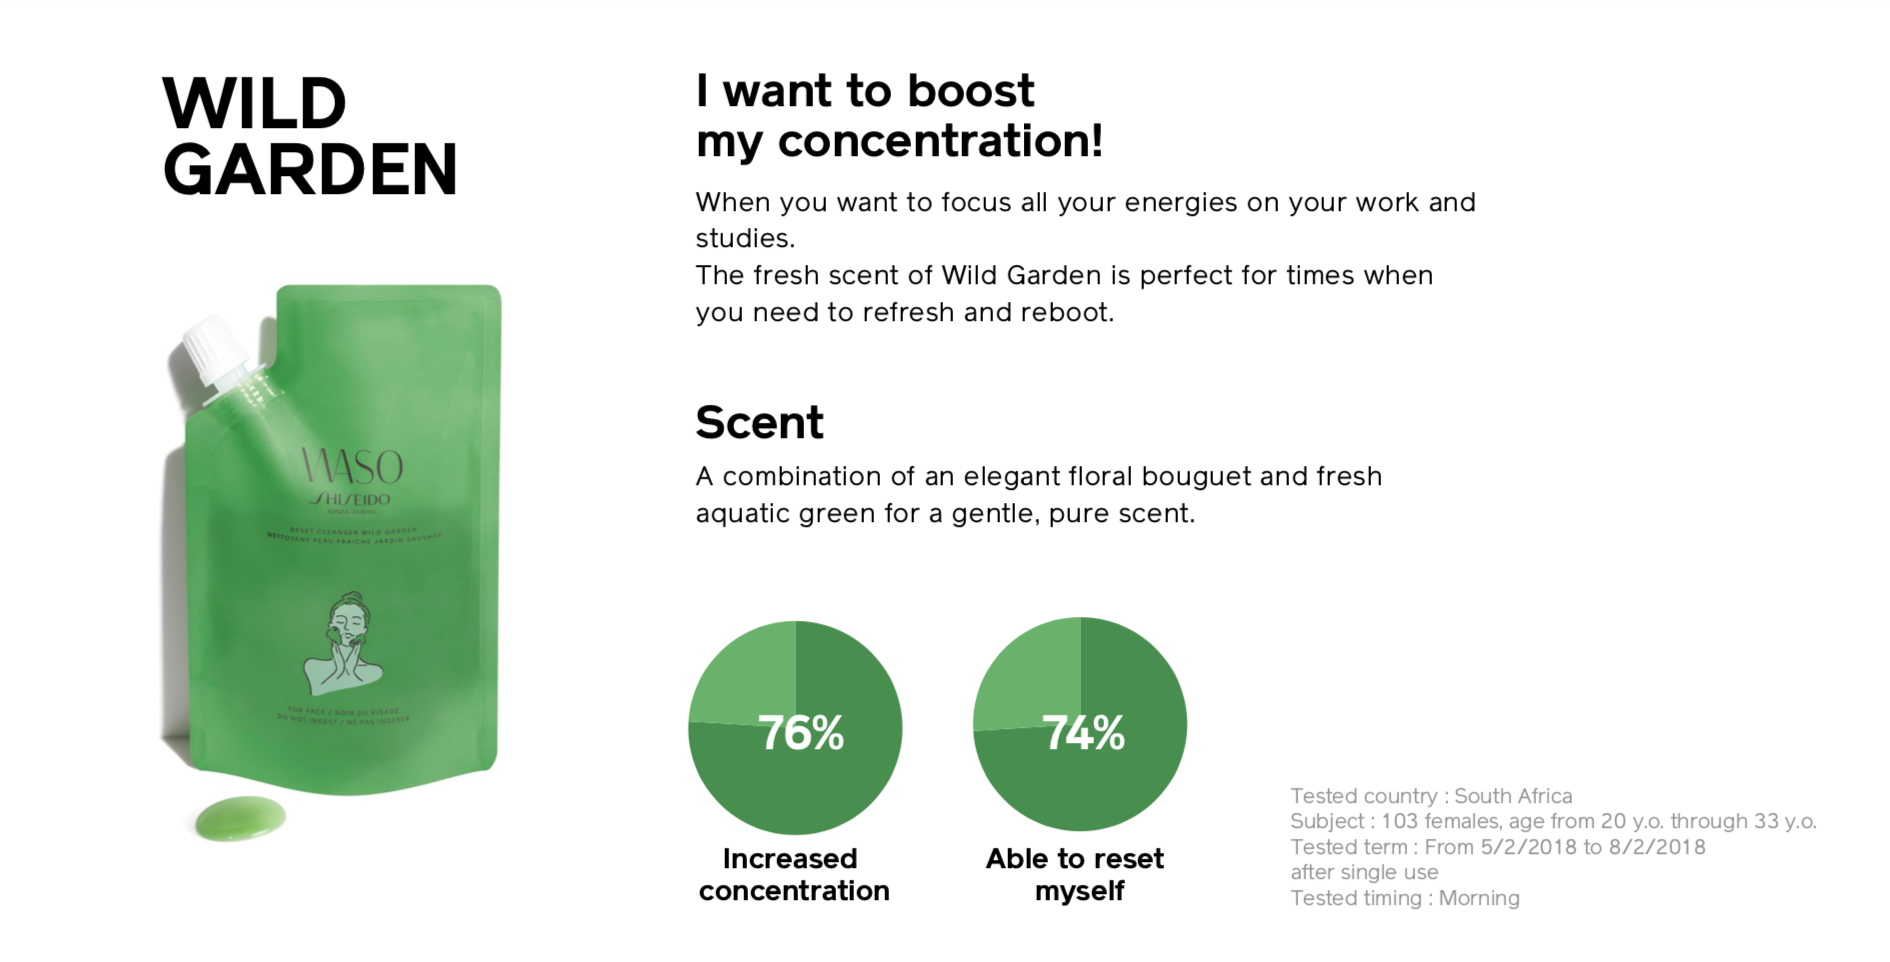 WILD
GARDEN
I want to boost
my concentration!
When you want to focus all your energies on your work and
studies.
The fresh scent of Wild Garden is perfect for times when
you need to refresh and reboot.
Scent
A combination of an elegant floral bouguet and fresh
aquatic green for a gentle, pure scent.
WASO
SHISEIDO
GINZA TOKYO
RESET CLEANSER WILD GARDEN
NETTOYANT PEAU FRAICHE JARDIN SAUVAGE
FOR FACE / SOIN DU VISAGE
DO NOT INGEST / NE PAS INGERER
76%
74%
Increased
concentration
Able to reset
myself
Tested country : South Africa
Subject : 103 females, age from 20 y.o. through 33 y.o.
Tested term : From 5/2/2018 to 8/2/2018
after single use
Tested timing : Morning